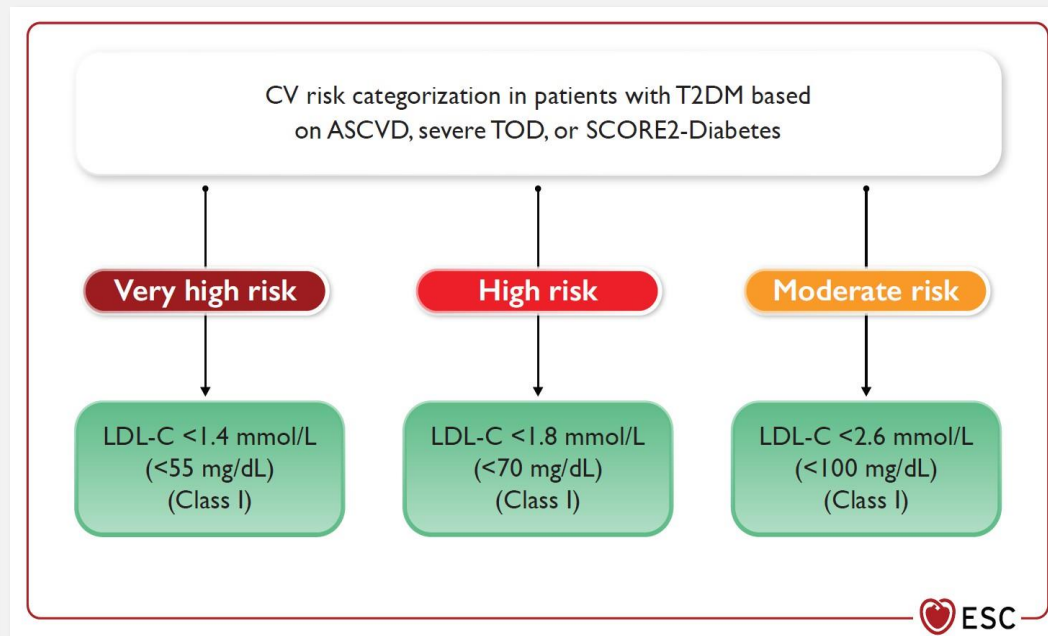 CV risk categorization in patients with T2DM based
on ASCVD, severe TOD, or SCORE2-Diabetes
Very high risk
High risk
Moderate risk
LDL-C <1.4 mmol/L
(<55 mg/dL)
(Class I)
LDL-C <1.8 mmol/L
(<70 mg/dL)
(Class I)
LDL-C <2.6 mmol/L
(<100 mg/dL)
(Class I)
ESC